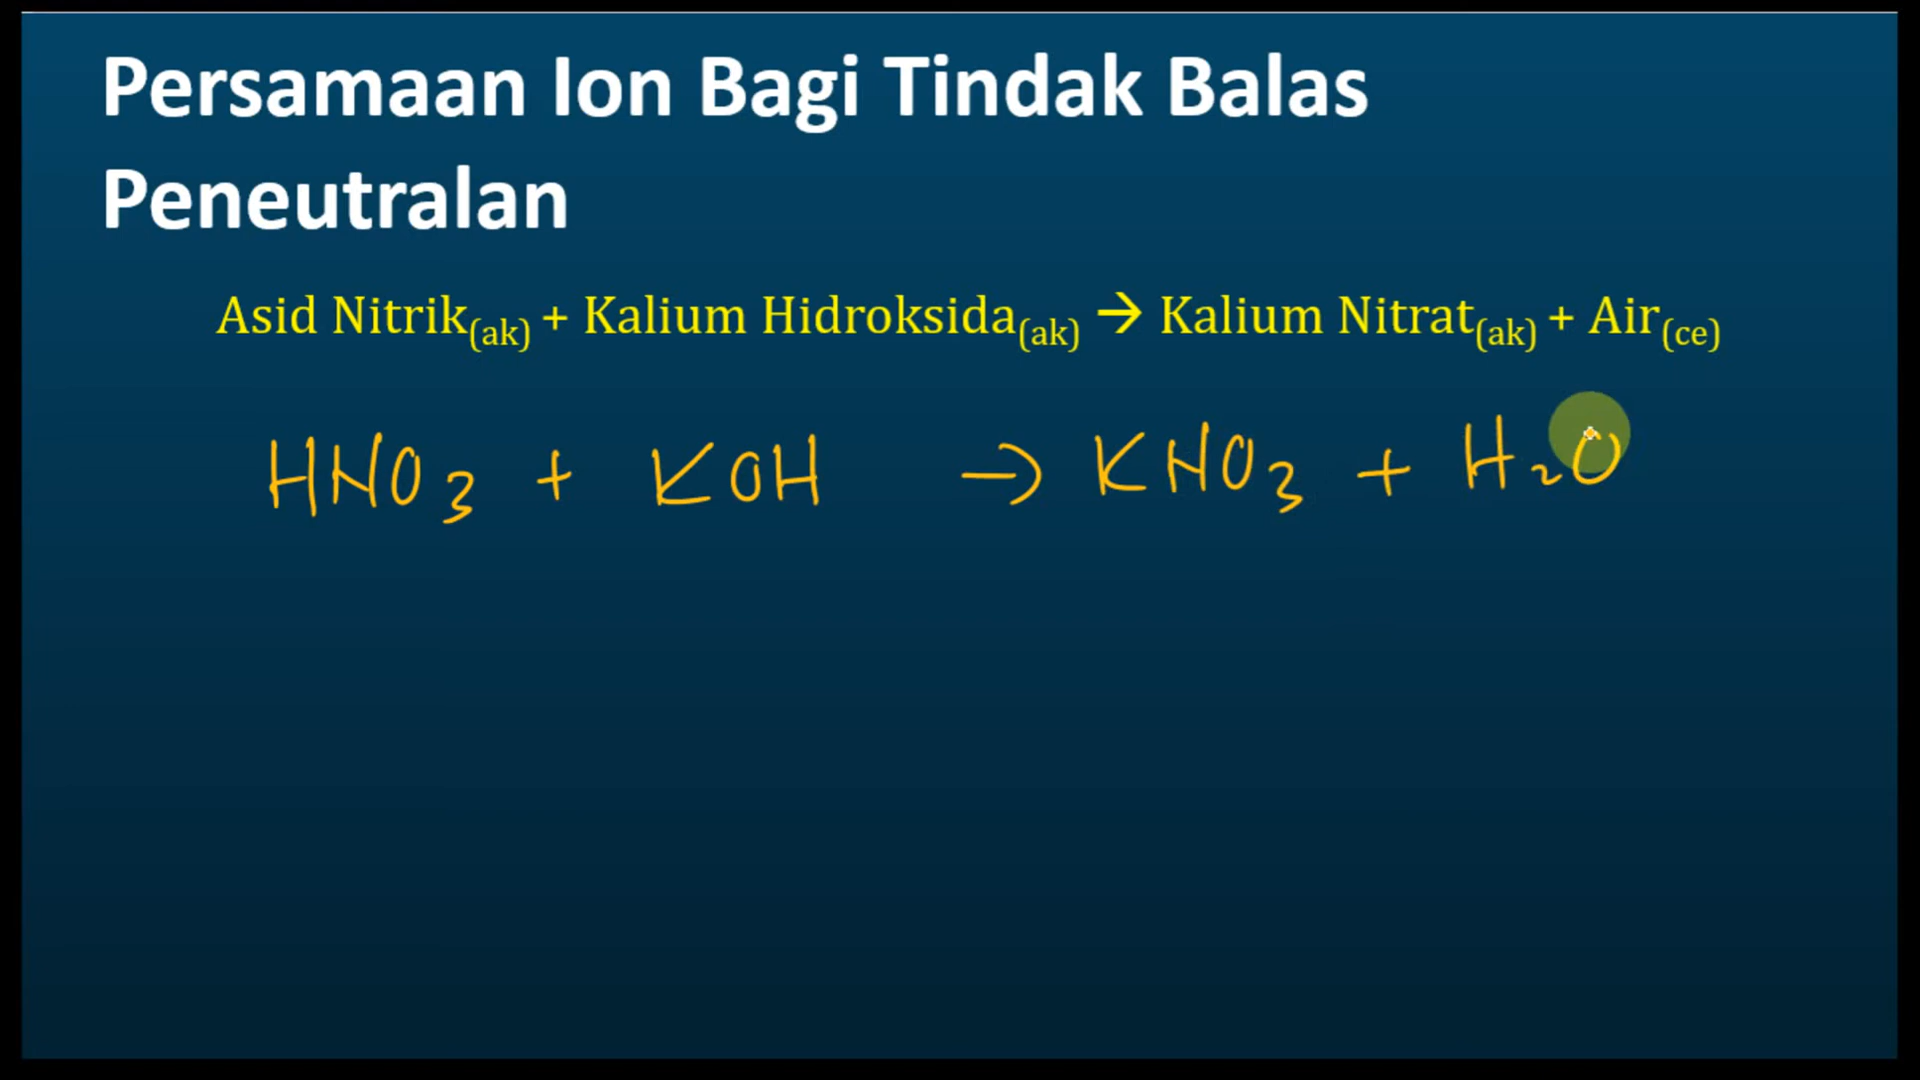 Persamaan Ion Bagi Tindak Balas
Peneutralan
Asid Nitrik(ak) + Kalium Hidroksida(ak) → Kalium Nitrat(ak) + Air(ce)
HNO3 + KOH → KNO3 + H2O